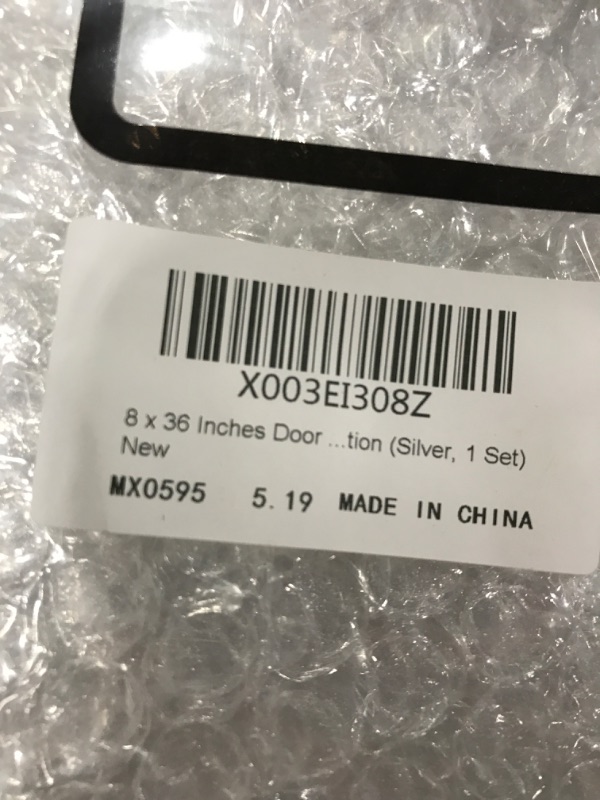 X003EI308Z
8 x 36 Inches Door ...tion (Silver, 1 Set)
New
MX0595 5.19 MADE IN CHINA